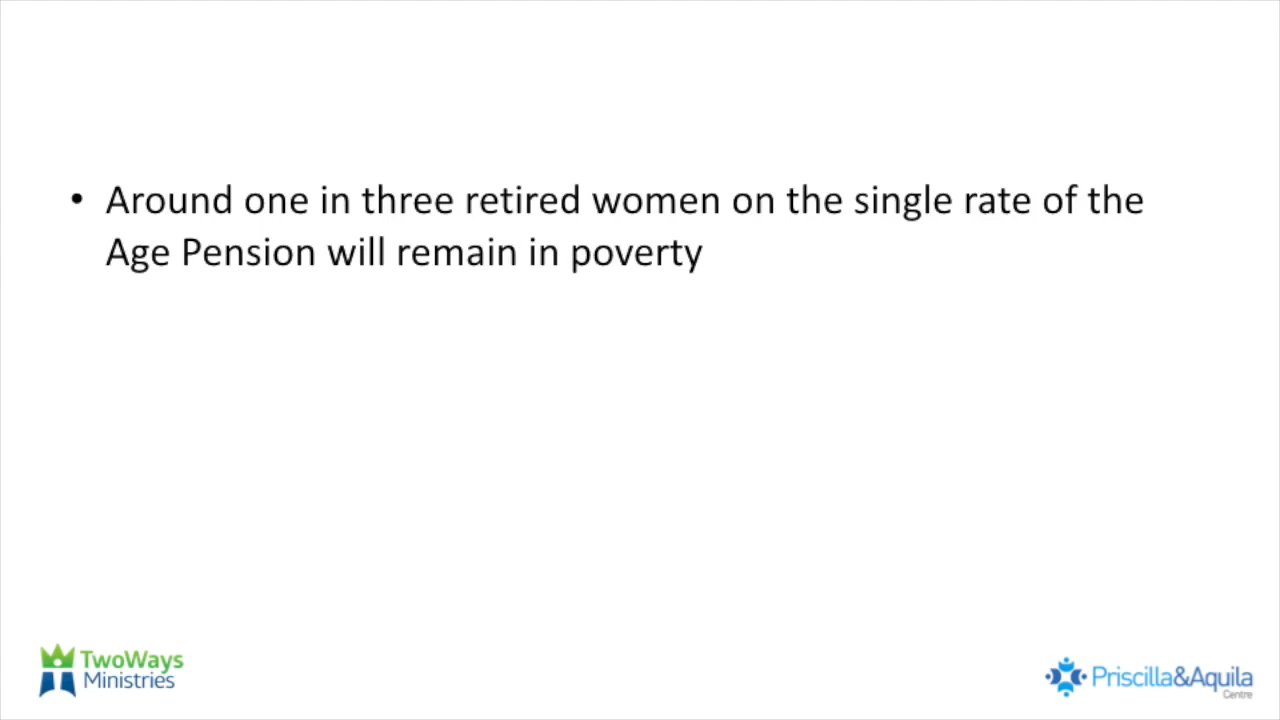 • Around one in three retired women on the single rate of the
Age Pension will remain in poverty
TwoWays
Ministries
Priscilla&Aquila
Centre